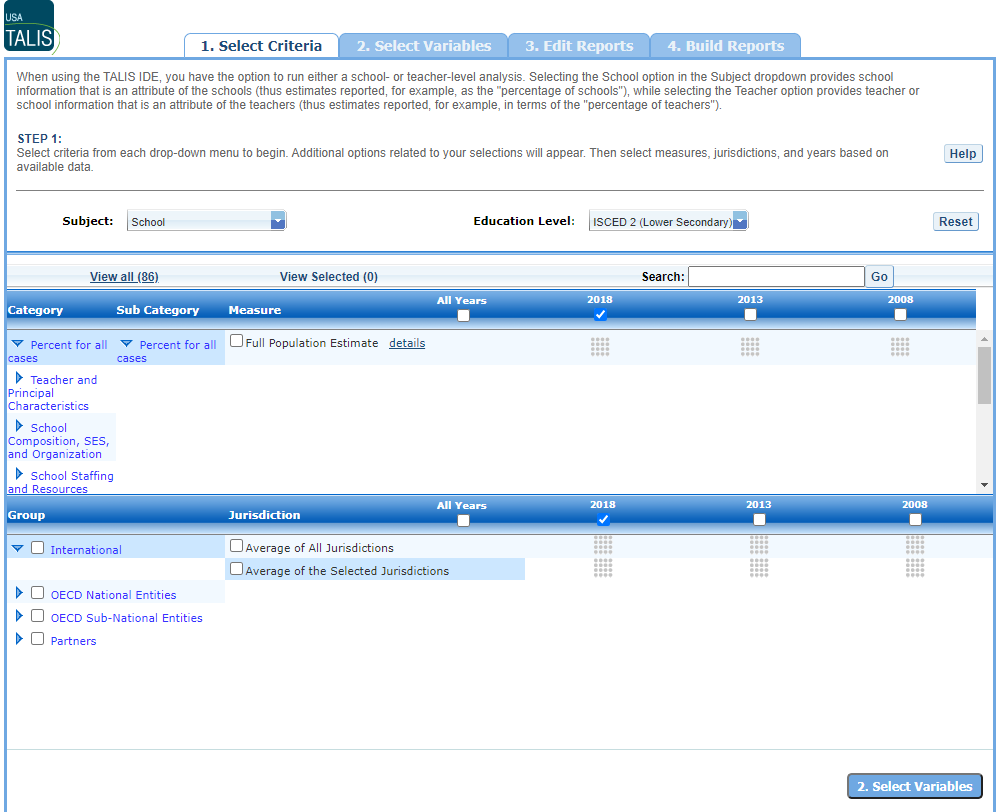 USA
TALIS
1. Select Criteria 2. Select Variables 3. Edit Reports 4. Build Reports
When using the TALIS IDE, you have the option to run either a school- or teacher-level analysis. Selecting the School option in the Subject dropdown provides school
information that is an attribute of the schools (thus estimates reported, for example, as the "percentage of schools"), while selecting the Teacher option provides teacher or
school information that is an attribute of the teachers (thus estimates reported, for example, in terms of the "percentage of teachers").
STEP 1:
Select criteria from each drop-down menu to begin. Additional options related to your selections will appear. Then select measures, jurisdictions, and years based on
available data.
Help
Subject: School Education Level: ISCED 2 (Lower Secondary) Reset
View all (86) View Selected (0) Search: Go
Category Sub Category Measure All Years 2018 2013 2008
Percent for all
cases
Percent for all
cases
Full Population Estimate details
Teacher and
Principal
Characteristics
School
Composition, SES,
and Organization
School Staffing
and Resources
Group Jurisdiction All Years 2018 2013 2008
International Average of All Jurisdictions
Average of the Selected Jurisdictions
OECD National Entities
OECD Sub-National Entities
Partners
2. Select Variables